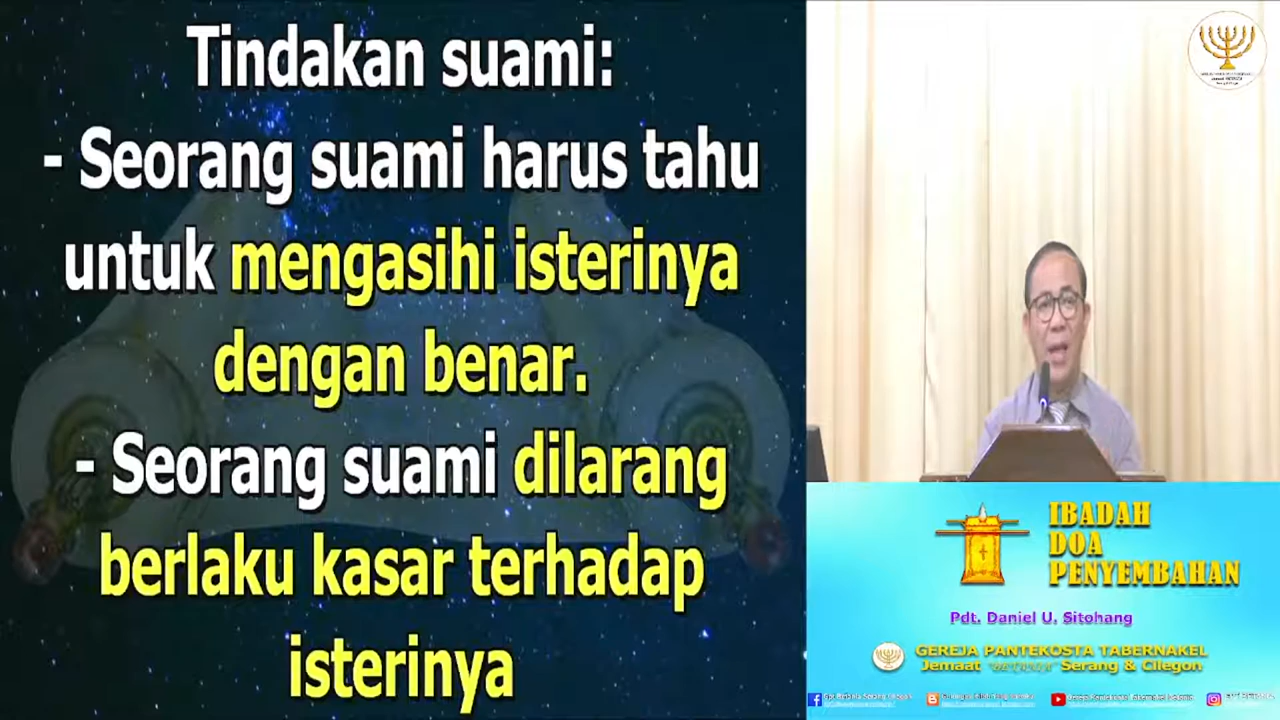 Tindakan suami:
- Seorang suami harus tahu
untuk mengasihi isterinya
dengan benar.
- Seorang suami dilarang
berlaku kasar terhadap
isterinya
IBADAH
DOA
PENYEMBAHAN
Pdt. Daniel U. Sitohang
GEREJA PANTEKOSTA TABERNAKEL
Jemaat Serang & Cilegon